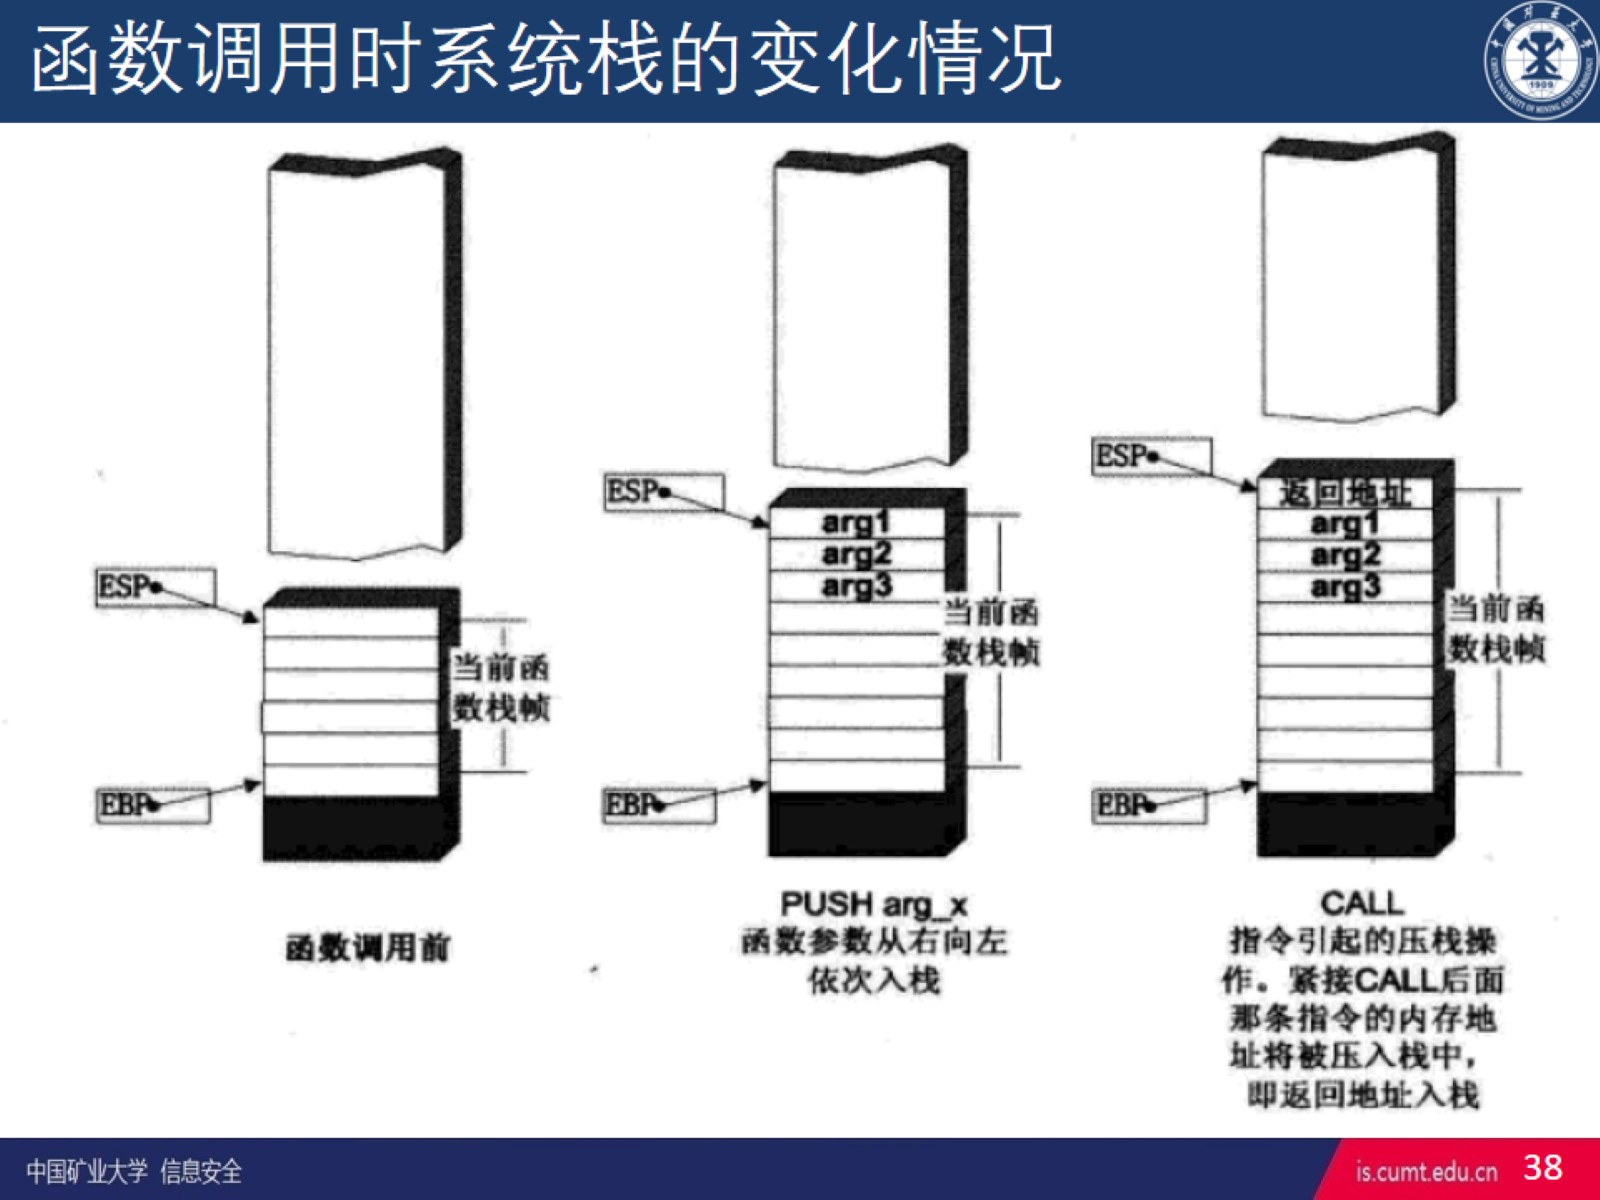 函数调用时系统栈的变化情况
1909
ESP
当前函
数栈帧
EBP
函数调用前
ESP
arg1
arg2
arg3
当前函
数栈帧
EBP
PUSH arg_x
函数参数从右向左
依次入栈
ESP
返回地址
arg1
arg2
arg3
当前函
数栈帧
EBP
CALL
指令引起的压栈操
作。紧接CALL后面
那条指令的内存地
址将被压入栈中，
即返回地址入栈
中国矿业大学 信息安全
is.cumt.edu.cn
38